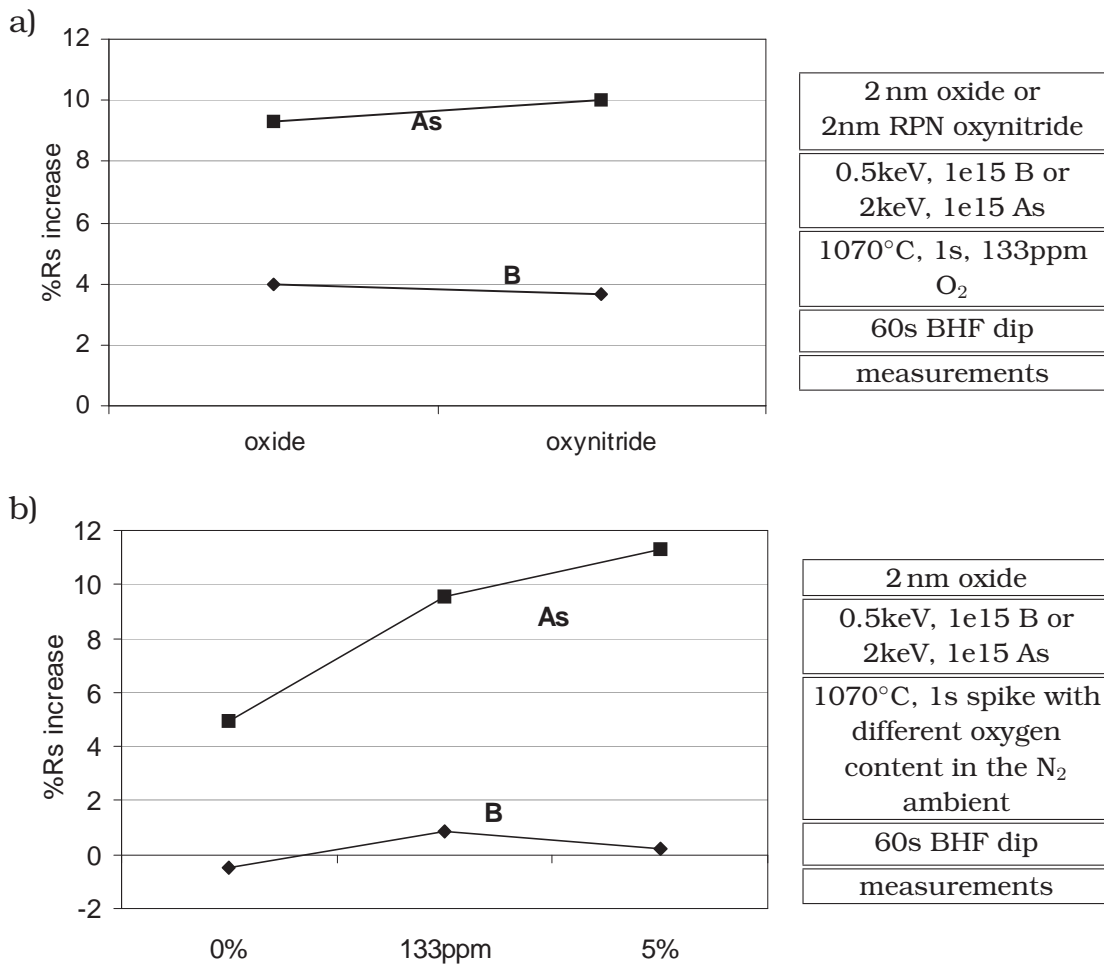 a)
12
10
8
6
4
2
0
%Rs increase
As
B
oxide
oxynitride
2 nm oxide or
2nm RPN oxynitride
0.5keV, 1e15 B or
2keV, 1e15 As
1070°C, 1s, 133ppm
O₂
60s BHF dip
measurements
b)
12
10
8
6
4
2
0
-2
%Rs increase
As
B
0%
133ppm
5%
2 nm oxide
0.5keV, 1e15 B or
2keV, 1e15 As
1070°C, 1s spike with
different oxygen
content in the N₂
ambient
60s BHF dip
measurements